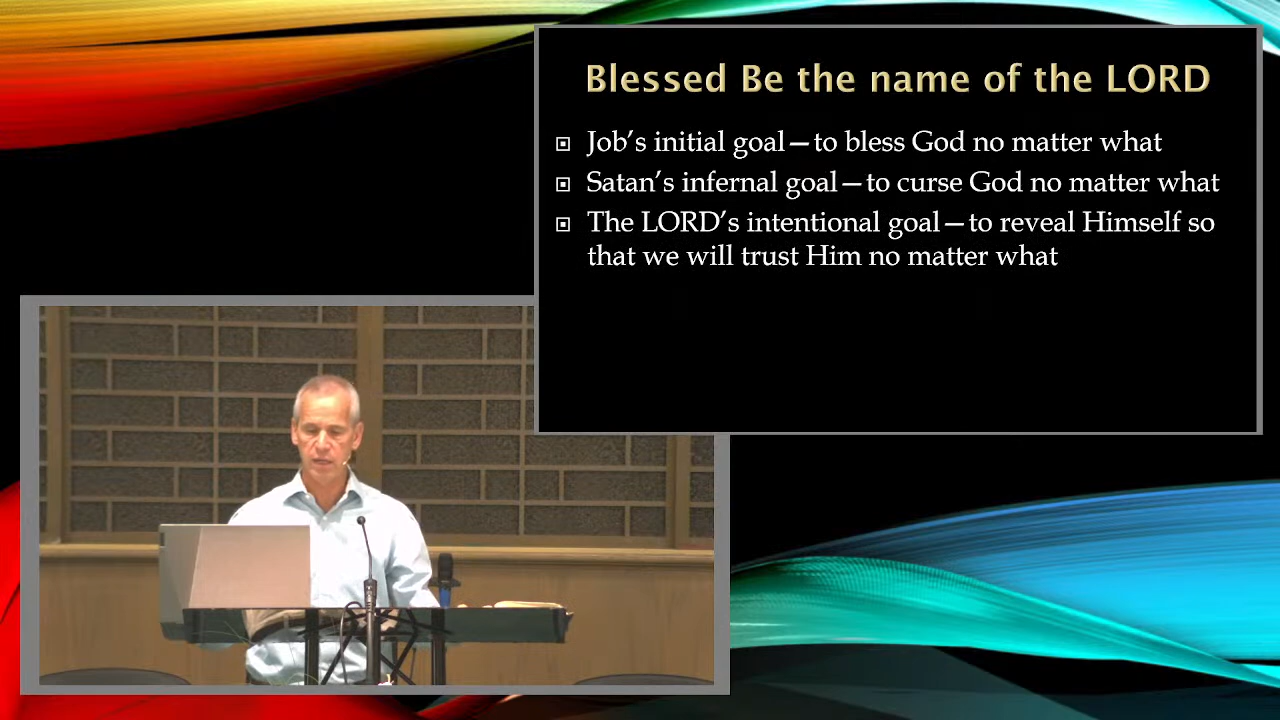 Blessed Be the name of the LORD
Job's initial goal—to bless God no matter what
Satan's infernal goal—to curse God no matter what
The LORD's intentional goal—to reveal Himself so
that we will trust Him no matter what